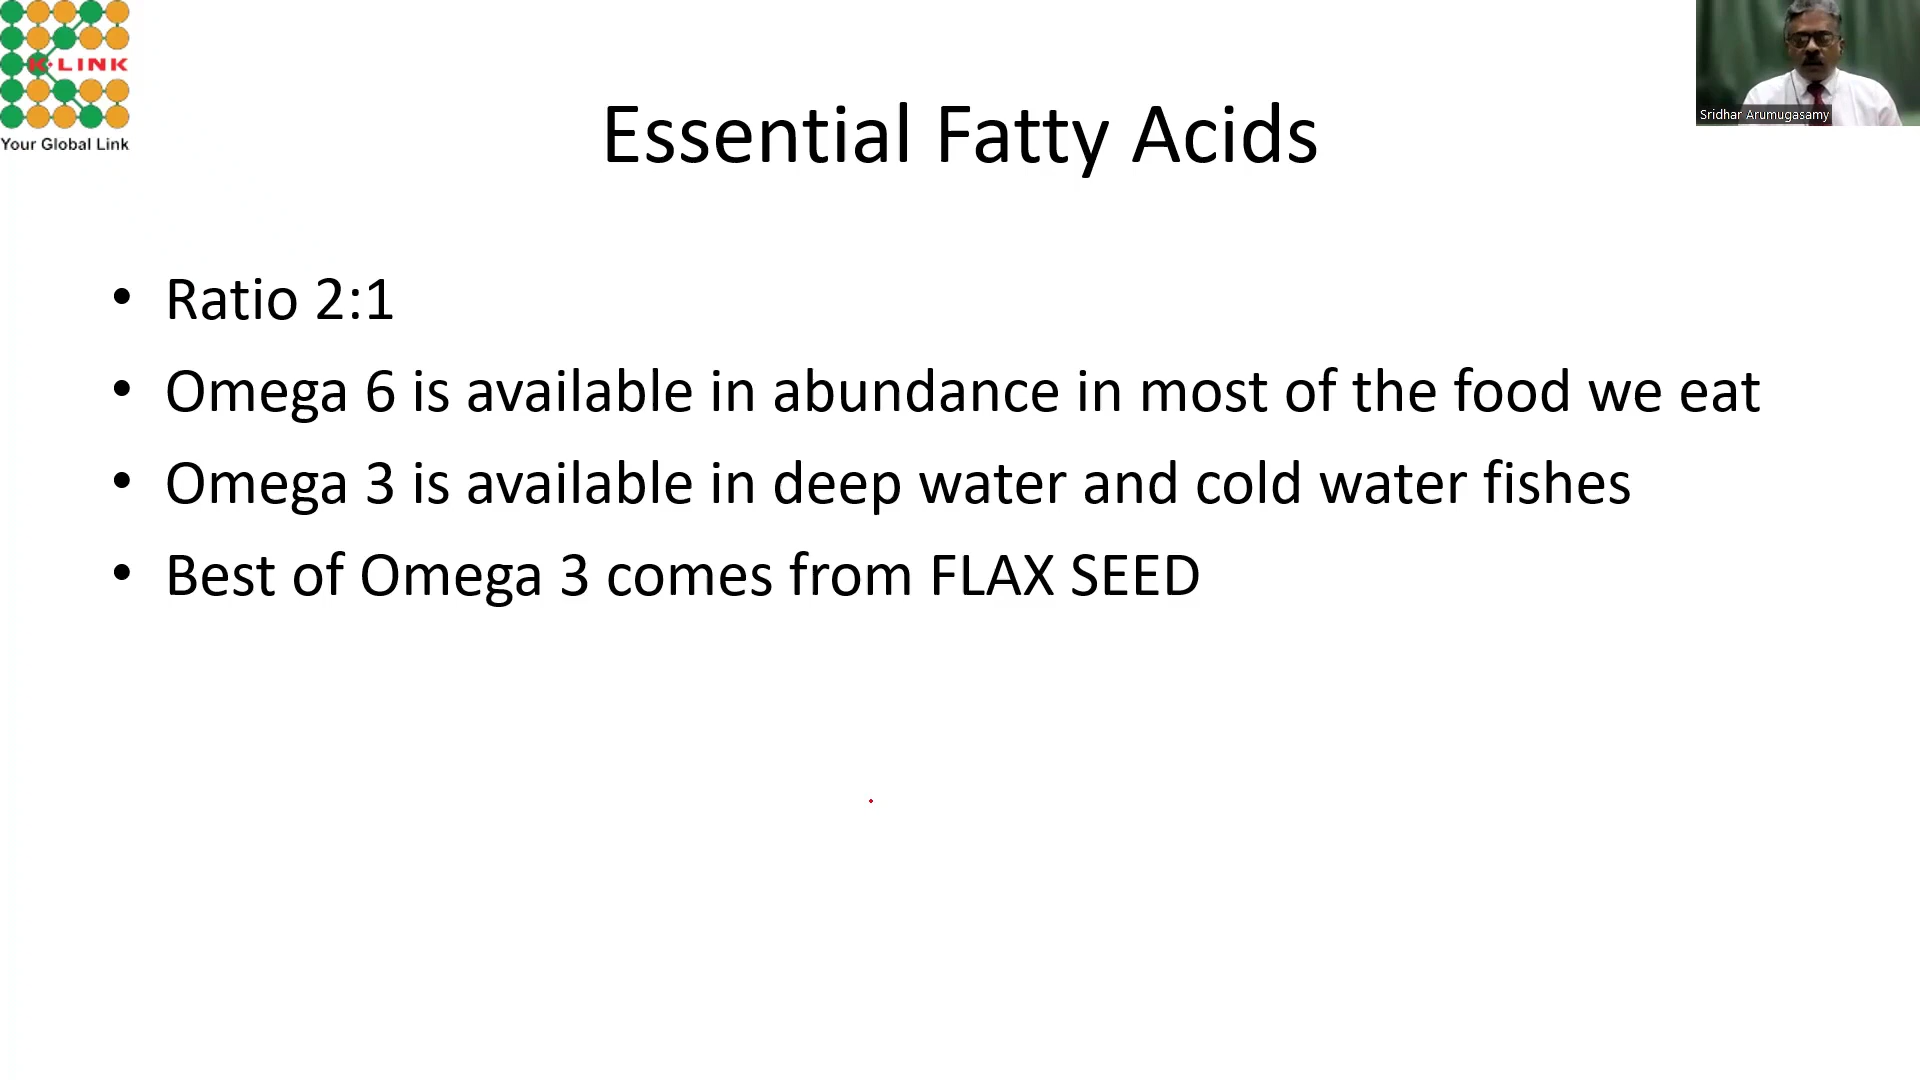 K-LINK
Your Global Link
Sridhar Arumugasamy
Essential Fatty Acids
• Ratio 2:1
• Omega 6 is available in abundance in most of the food we eat
• Omega 3 is available in deep water and cold water fishes
• Best of Omega 3 comes from FLAX SEED